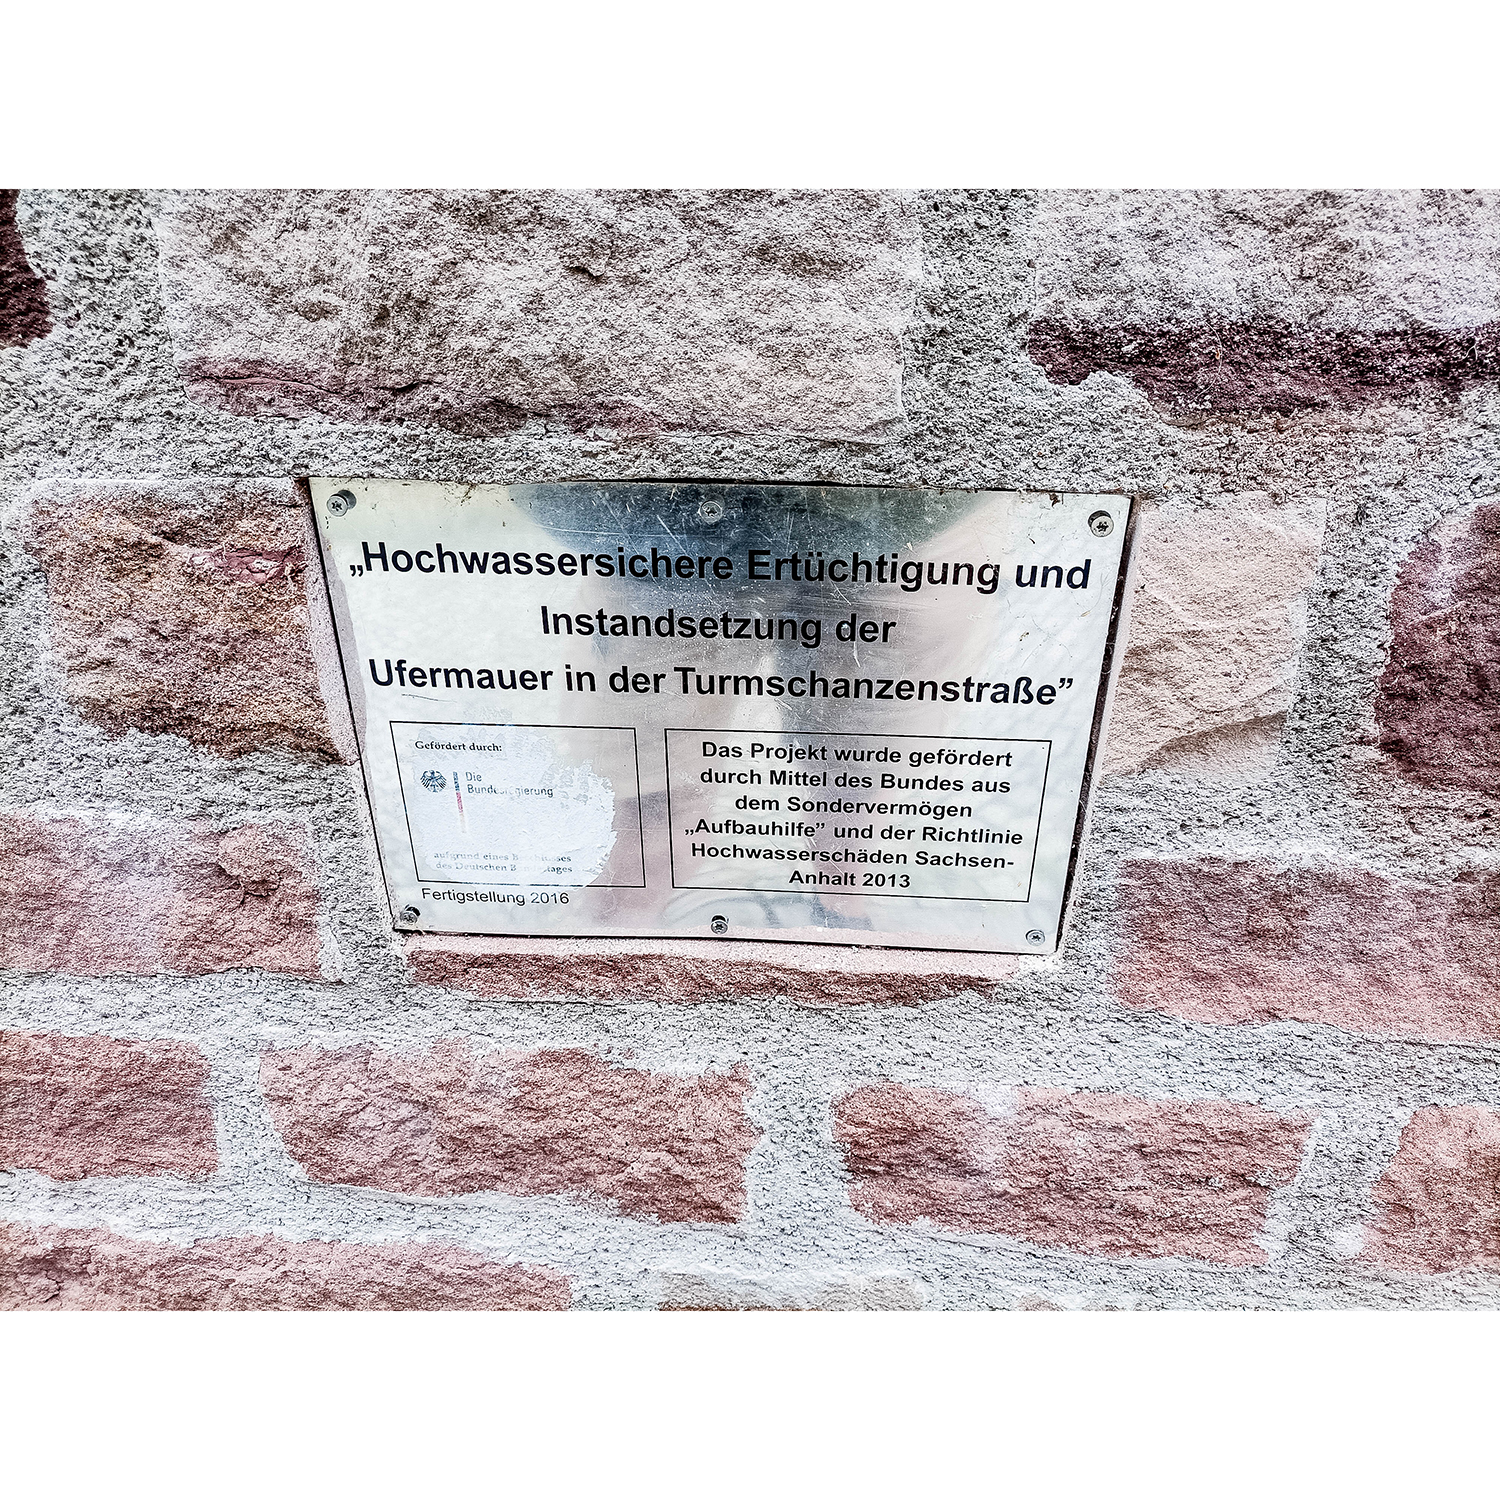 „Hochwassersichere Ertüchtigung und
Instandsetzung der
Ufermauer in der Turmschanzenstraße”
Gefördert durch:
Die
aufgrund eines
des Deutschen
Fertigstellung 2016
Das Projekt wurde gefördert
durch Mittel des Bundes aus
dem Sondervermögen
„Aufbauhilfe” und der Richtlinie
Hochwasserschäden Sachsen-
Anhalt 2013